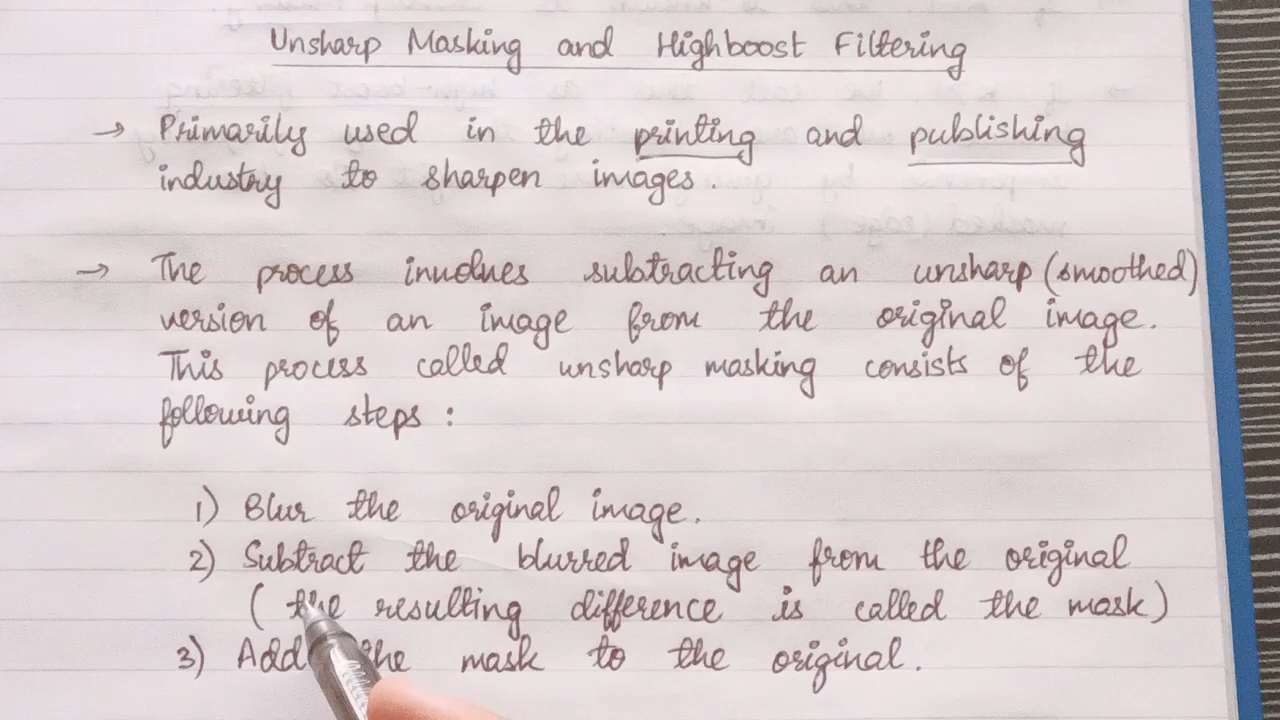 Unsharp Masking and Highboost Filtering
→ Primarily used in the printing and publishing
industry to sharpen images.
→ The process involves subtracting an unsharp (smoothed)
version of an image from the original image.
This process called unsharp masking consists of the
following steps :
1) Blur the original image.
2) Subtract the blurred image from the original
( the resulting difference is called the mask)
3) Add the mask to the original.